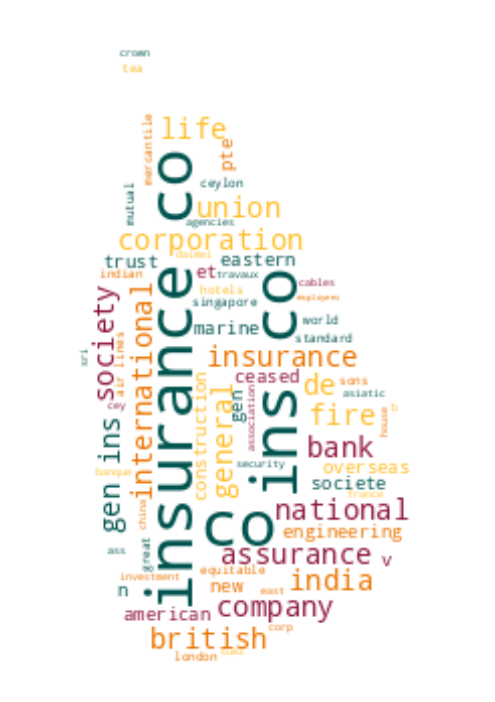 crown
tea
mercantile
life
pte
insurance co
ceylon
mutual
union
agencies
corporation
daimei
trust
eastern
indian
et
travaux
cables
society
international
hotels
employees
singapore
ins co
world
marine
standard
air lines
sri
insurance
ceased
de
sons
construction
general
gen
association
asiatic
cey
fire
house
b
gen ins
bank
security
overseas
banque
societe
france
co
national
china
engineering
great
ass
assurance
v
equitable
investment
india
n
new
east
american
company
corp
british
london